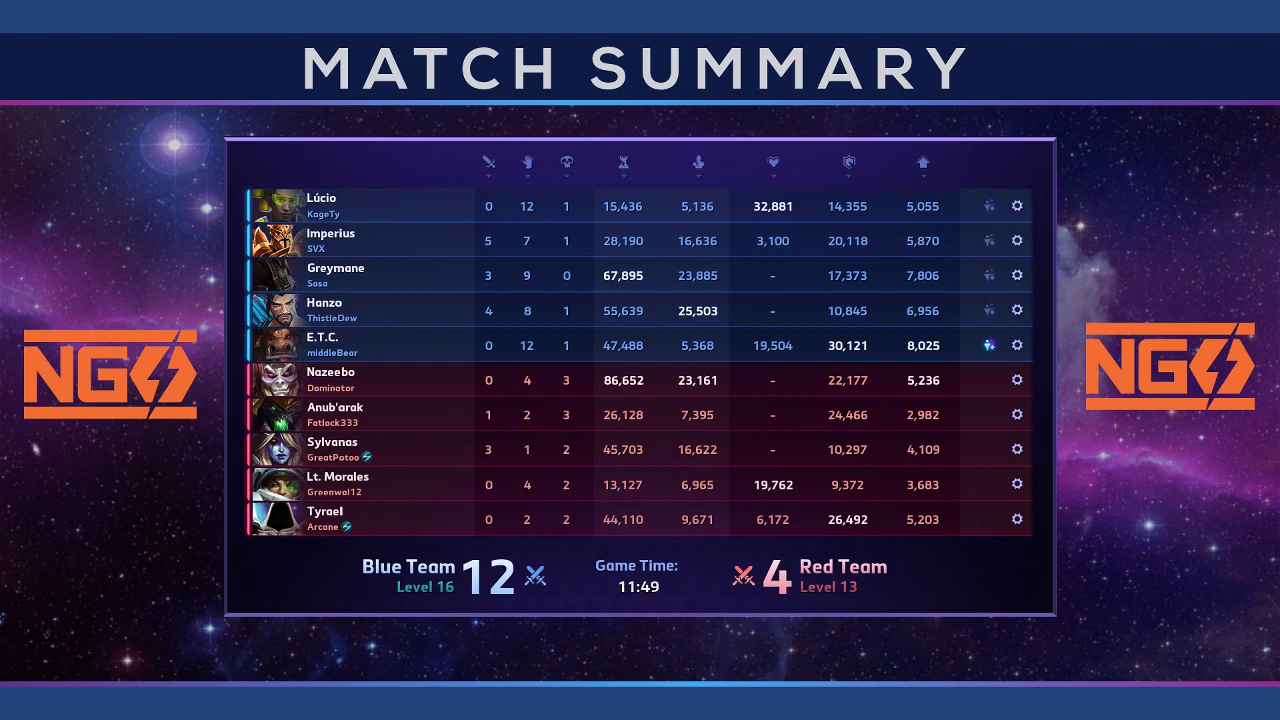 MATCH SUMMARY
Lúcio
KageTy
0 12 1 15,436 5,136 32,881 14,355 5,055
Imperius
SVX
5 7 1 28,190 16,636 3,100 20,118 5,870
Greymane
Sosa
3 9 0 67,895 23,885 - 17,373 7,806
Hanzo
ThistleDew
4 8 1 55,639 25,503 - 10,845 6,956
E.T.C.
middleBear
0 12 1 47,488 5,368 19,504 30,121 8,025
Nazeebo
Dominator
0 4 3 86,652 23,161 - 22,177 5,236
Anub'arak
Fatlock333
1 2 3 26,128 7,395 - 24,466 2,982
Sylvanas
GreatPotoo
3 1 2 45,703 16,622 - 10,297 4,109
Lt. Morales
Greenwal12
0 4 2 13,127 6,965 19,762 9,372 3,683
Tyrael
Arcane
0 2 2 44,110 9,671 6,172 26,492 5,203
NGO
NGO
Blue Team 12
Level 16
Game Time:
11:49
4 Red Team
Level 13